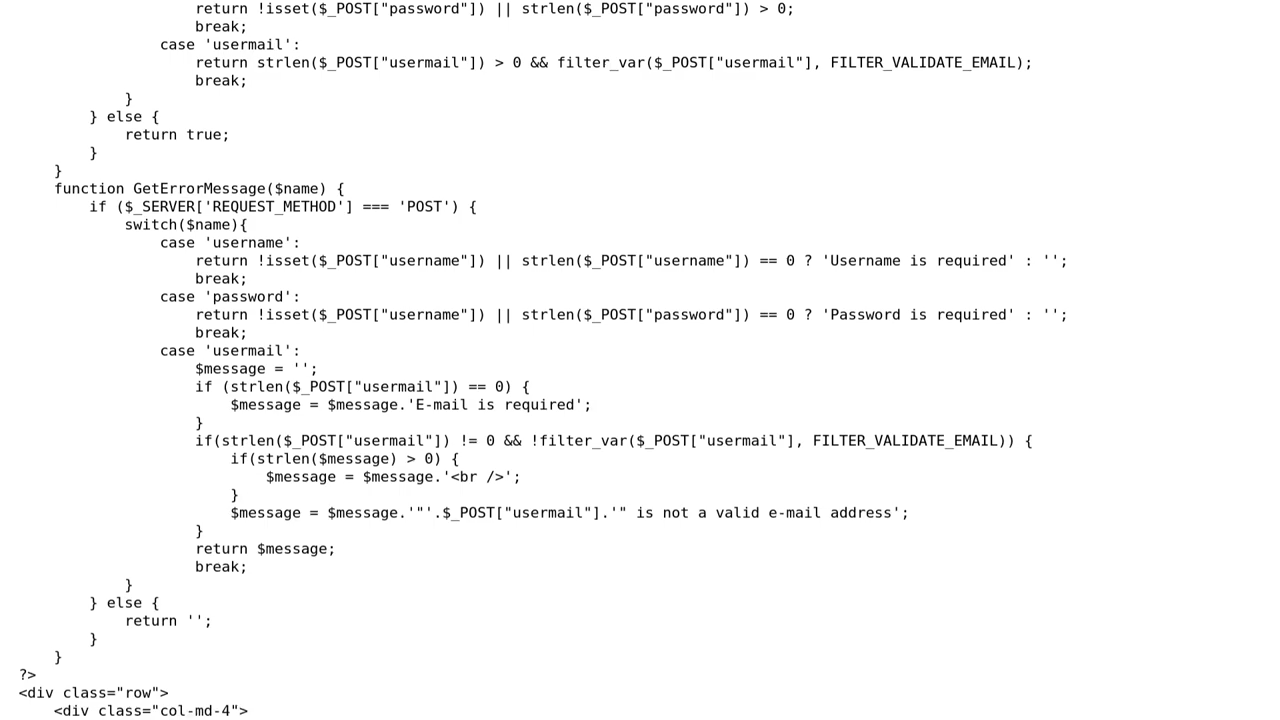 return !isset($_POST["password"]) || strlen($_POST["password"]) > 0;
break;
case 'usermail':
return strlen($_POST["usermail"]) > 0 && filter_var($_POST["usermail"], FILTER_VALIDATE_EMAIL);
break;
}
} else {
return true;
}
}
function GetErrorMessage($name) {
if ($_SERVER['REQUEST_METHOD'] === 'POST') {
switch($name){
case 'username':
return !isset($_POST["username"]) || strlen($_POST["username"]) == 0 ? 'Username is required' : '';
break;
case 'password':
return !isset($_POST["username"]) || strlen($_POST["password"]) == 0 ? 'Password is required' : '';
break;
case 'usermail':
$message = '';
if (strlen($_POST["usermail"]) == 0) {
$message = $message.'E-mail is required';
}
if(strlen($_POST["usermail"]) != 0 && !filter_var($_POST["usermail"], FILTER_VALIDATE_EMAIL)) {
if(strlen($message) > 0) {
$message = $message.'<br />';
}
$message = $message.'"'.$_POST["usermail"].'" is not a valid e-mail address';
}
return $message;
break;
}
} else {
return '';
}
}
?>
<div class="row">
<div class="col-md-4">